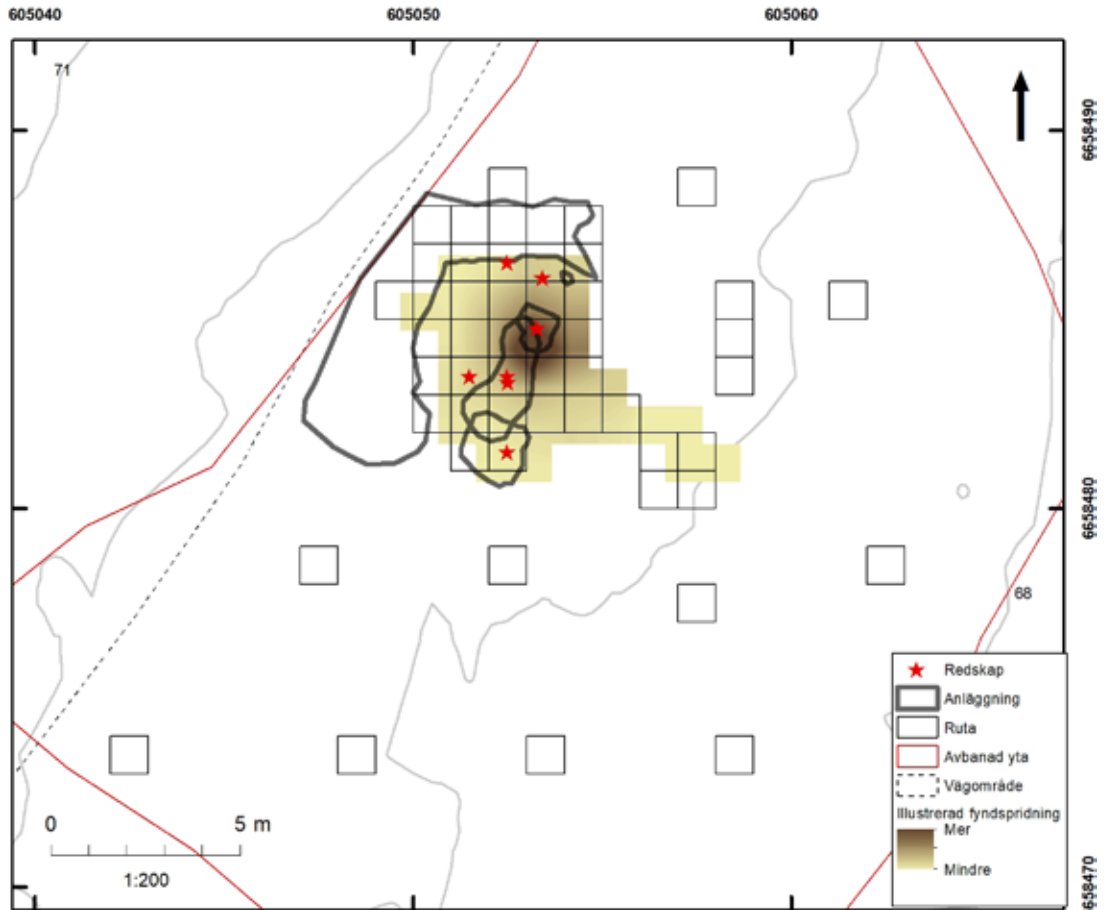 605040 605050 605060
71
6658490
6658480
68
Redskap
Anläggning
Ruta
Avbanad yta
Vägområde
Illustrerad fyndspridning
Mer
Mindre
0 5 m
1:200
6658470